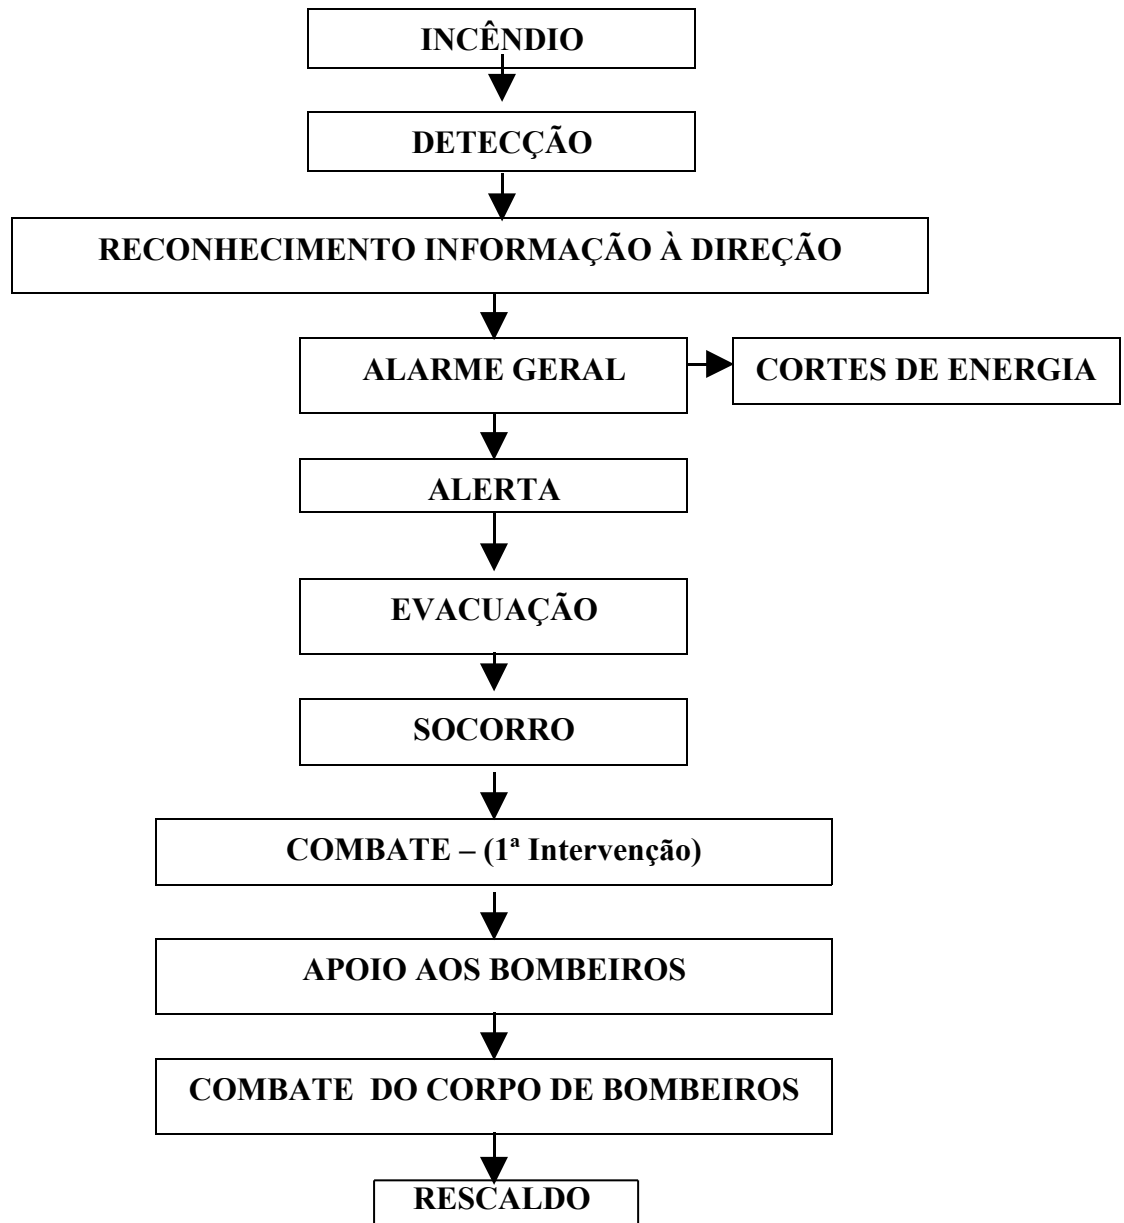 INCÊNDIO
DETECÇÃO
RECONHECIMENTO INFORMAÇÃO À DIREÇÃO
ALARME GERAL
CORTES DE ENERGIA
ALERTA
EVACUAÇÃO
SOCORRO
COMBATE – (1ª Intervenção)
APOIO AOS BOMBEIROS
COMBATE DO CORPO DE BOMBEIROS
RESCALDO